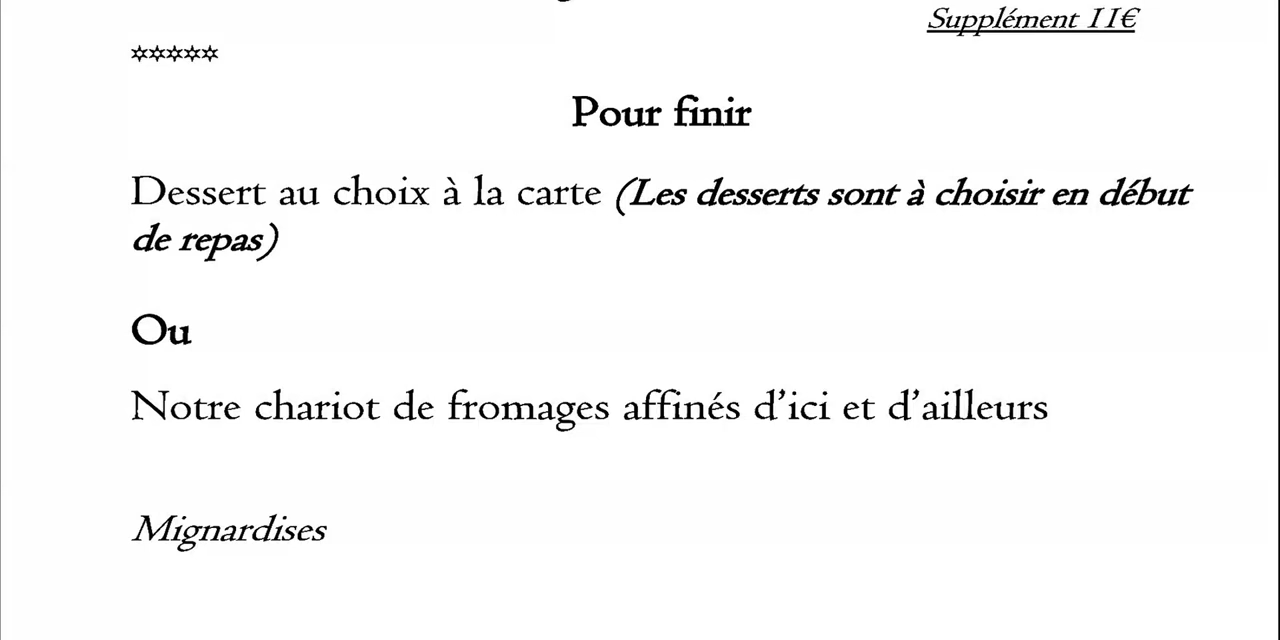 Supplément 11€
✡✡✡✡✡
Pour finir
Dessert au choix à la carte (Les desserts sont à choisir en début
de repas)
Ou
Notre chariot de fromages affinés d’ici et d’ailleurs
Mignardises